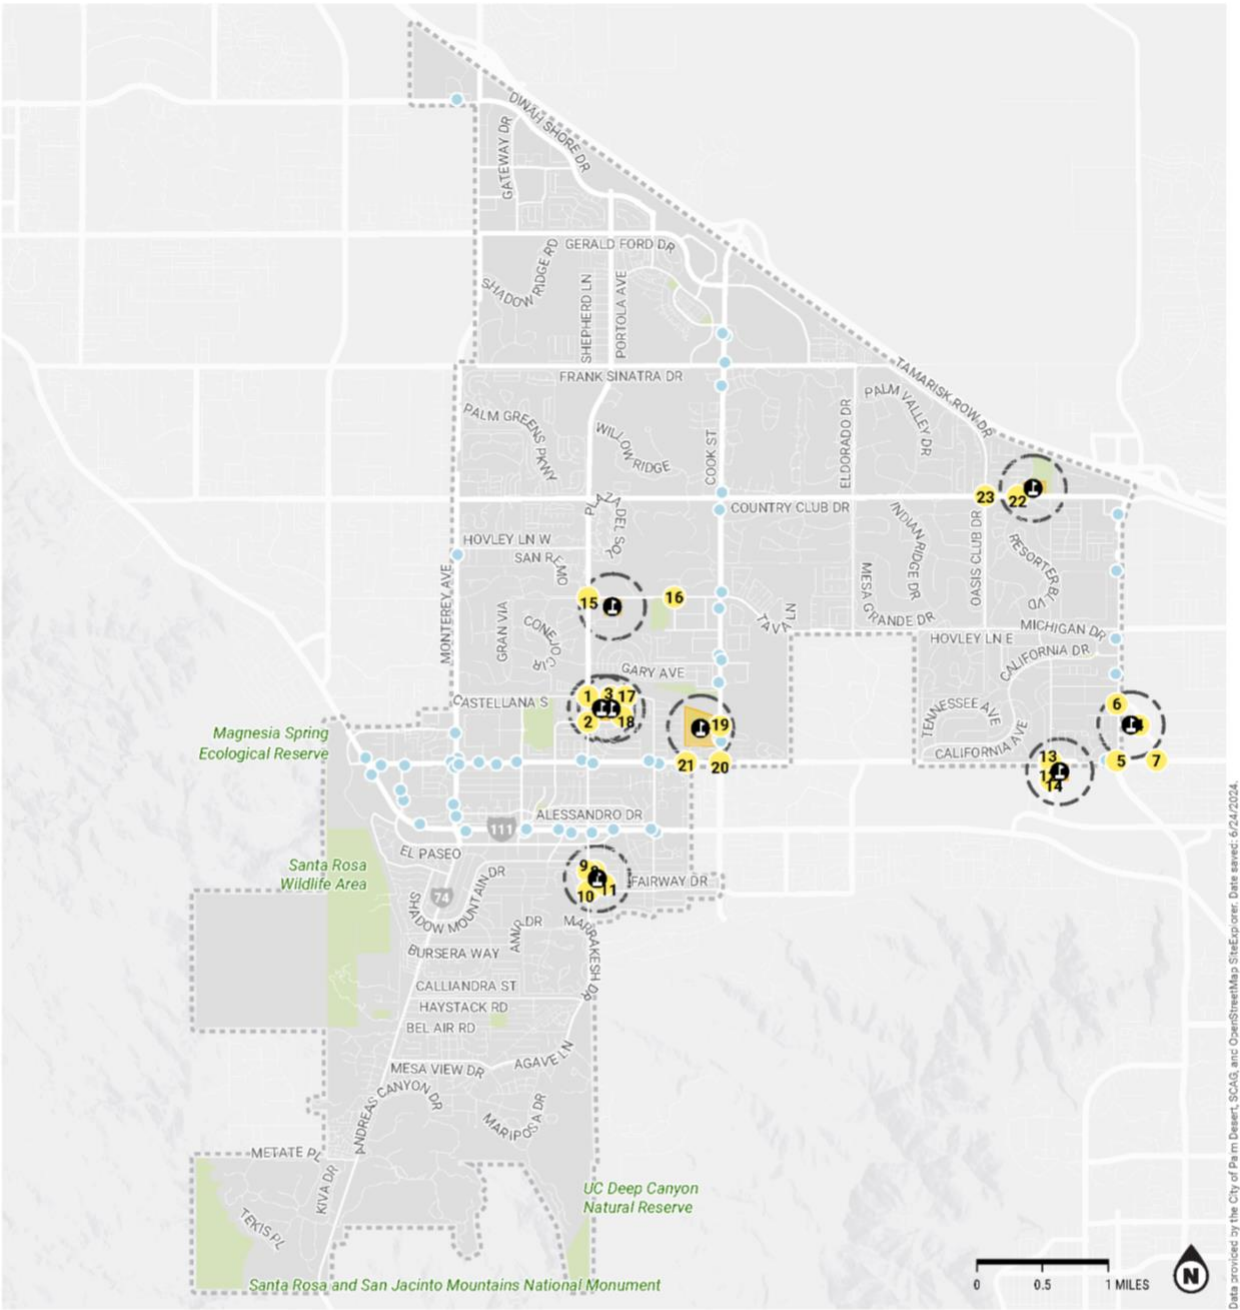 DINAH SHORE DR
GATEWAY DR
GERALD FORD DR
SHADOW RIDGE RD
SHEPHERD LN
PORTOLA AVE
FRANK SINATRA DR
TAMARISK ROW DR
PALM VALLEY DR
PALM GREENS PKWY
WILLOW RIDGE
COOK ST
ELDORADO DR
23
22
PLAZA DEL SOL
COUNTRY CLUB DR
INDIAN RIDGE DR
OASIS CLUB DR
RESORTER BLVD
HOVLEY LN W
SAN REMO
MONTEREY AVE
GRAN VIA
CONEJO CIR
15
16
TAVA LN
MESA GRANDE DR
MICHIGAN DR
HOVLEY LN E
CALIFORNIA DR
GARY AVE
CASTELLANA S
1
3
17
2
18
19
21
20
TENNESSEE AVE
CALIFORNIA AVE
6
4
5
7
13
14
Magnesia Spring
Ecological Reserve
ALESSANDRO DR
111
EL PASEO
Santa Rosa
Wildlife Area
74
SHADOW MOUNTAIN DR
9
10
11
FAIRWAY DR
AMIR DR
MARRAKESH DR
BURSERA WAY
CALLIANDRA ST
HAYSTACK RD
BEL AIR RD
MESA VIEW DR
AGAVE LN
ANDREAS CANYON DR
MARIPOSA DR
METATE PL
KIVA DR
TEKIS PL
UC Deep Canyon
Natural Reserve
Santa Rosa and San Jacinto Mountains National Monument
0 0.5 1 MILES
N
Data provided by the City of Palm Desert, SCAG, and OpenStreetMap SiteExplorer. Date saved: 6/24/2024.